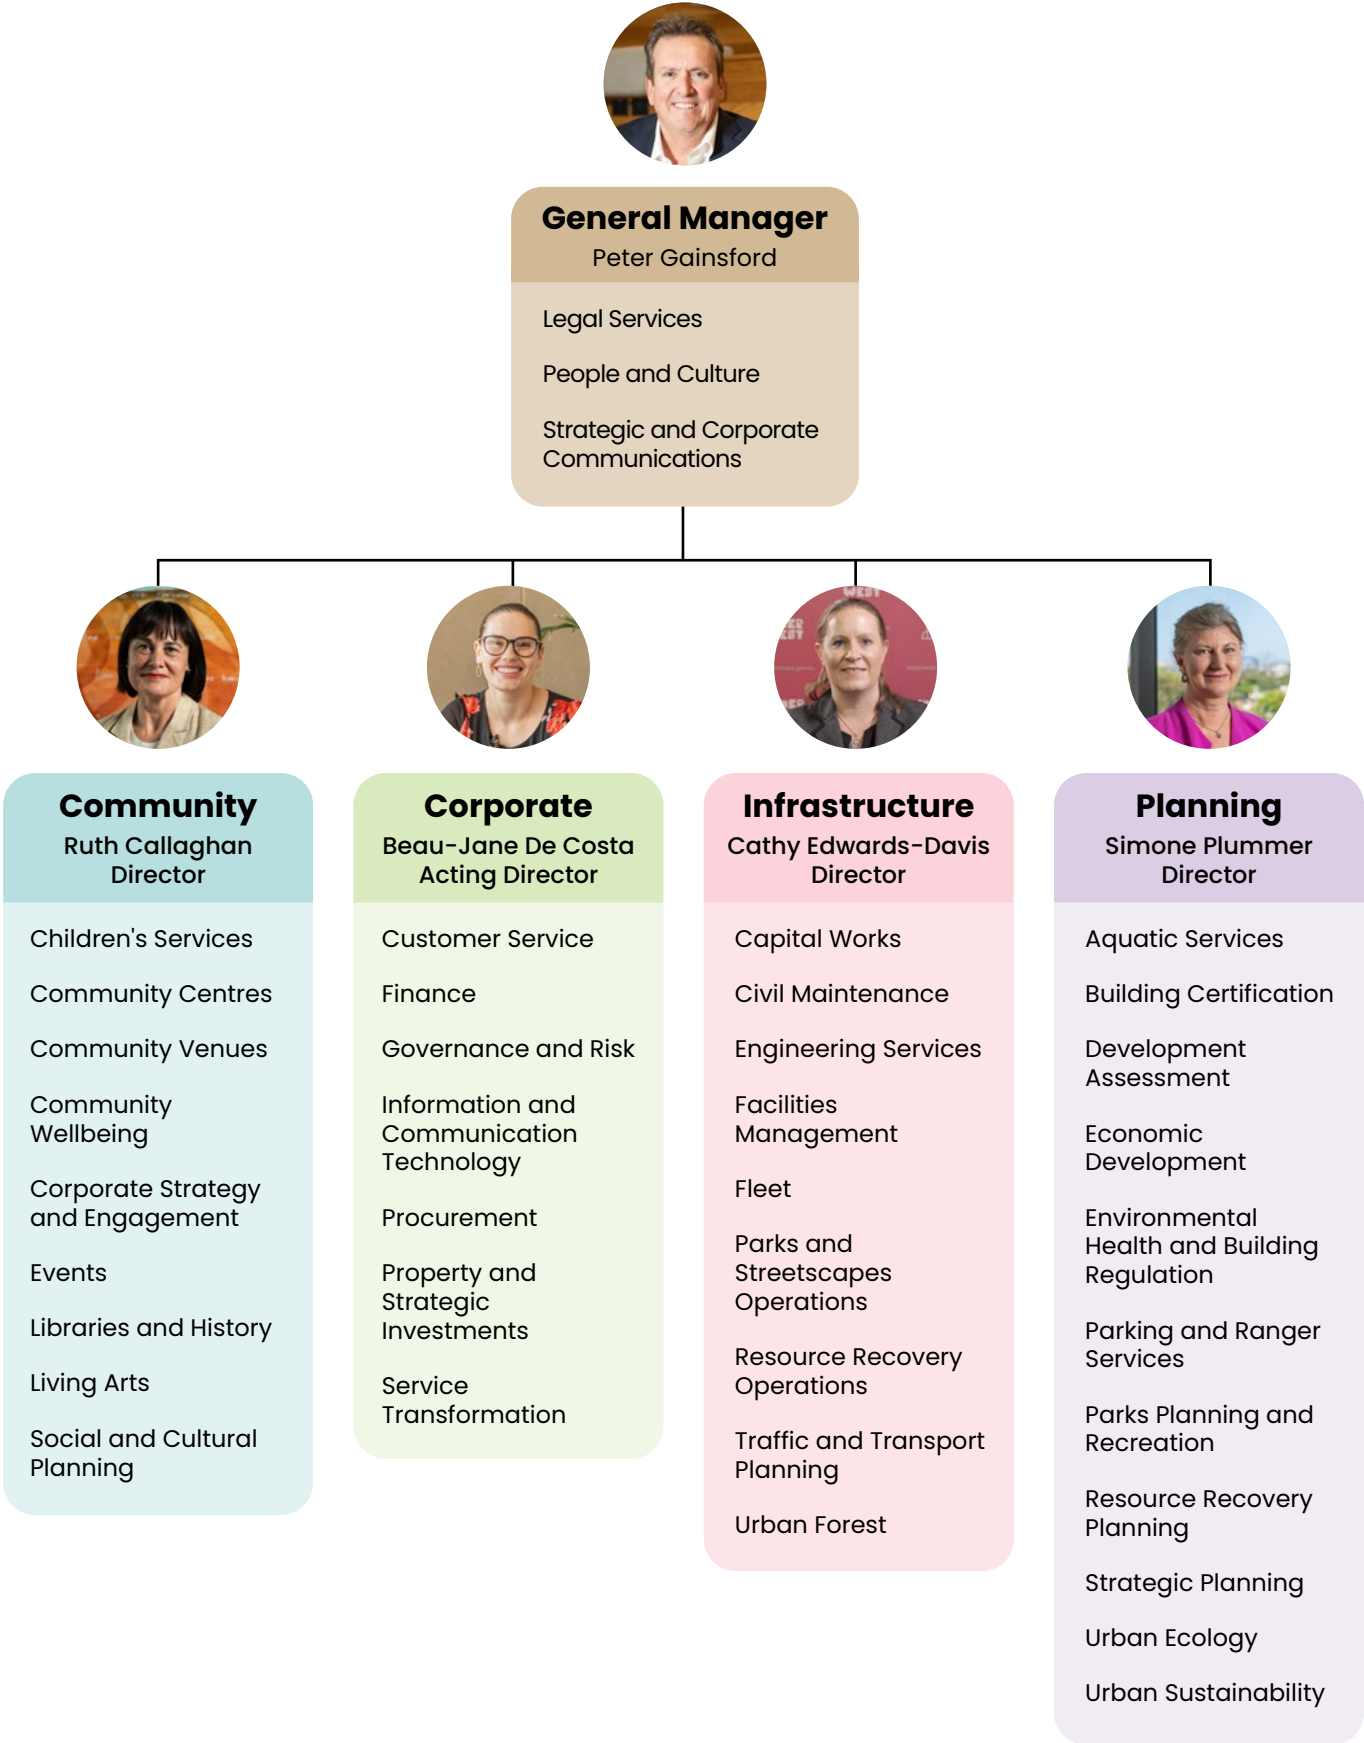 General Manager
Peter Gainsford
Legal Services
People and Culture
Strategic and Corporate
Communications
WEST
Community
Ruth Callaghan
Director
Children's Services
Community Centres
Community Venues
Community
Wellbeing
Corporate Strategy
and Engagement
Events
Libraries and History
Living Arts
Social and Cultural
Planning
Corporate
Beau-Jane De Costa
Acting Director
Customer Service
Finance
Governance and Risk
Information and
Communication
Technology
Procurement
Property and
Strategic
Investments
Service
Transformation
Infrastructure
Cathy Edwards-Davis
Director
Capital Works
Civil Maintenance
Engineering Services
Facilities
Management
Fleet
Parks and
Streetscapes
Operations
Resource Recovery
Operations
Traffic and Transport
Planning
Urban Forest
Planning
Simone Plummer
Director
Aquatic Services
Building Certification
Development
Assessment
Economic
Development
Environmental
Health and Building
Regulation
Parking and Ranger
Services
Parks Planning and
Recreation
Resource Recovery
Planning
Strategic Planning
Urban Ecology
Urban Sustainability